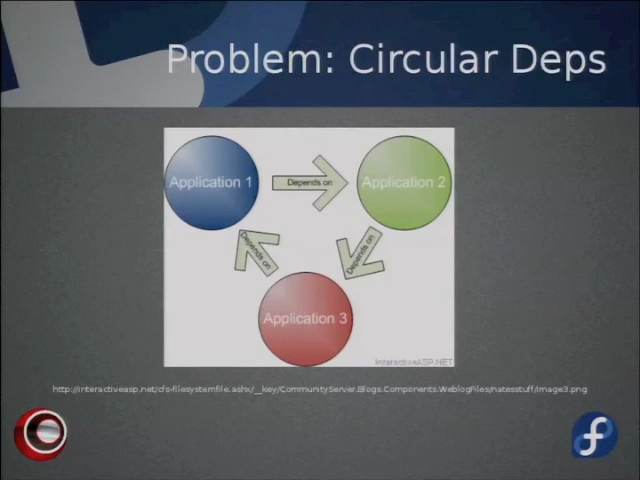 Problem: Circular Deps
Application 1
Depends on
Application 2
Depends on
Depends on
Application 3
InteractiveASP.NET
http://interactiveasp.net/cfs-filesystemfile.ashx/__key/CommunityServer.Blogs.Components.WeblogFiles/natesstuff/image3.png